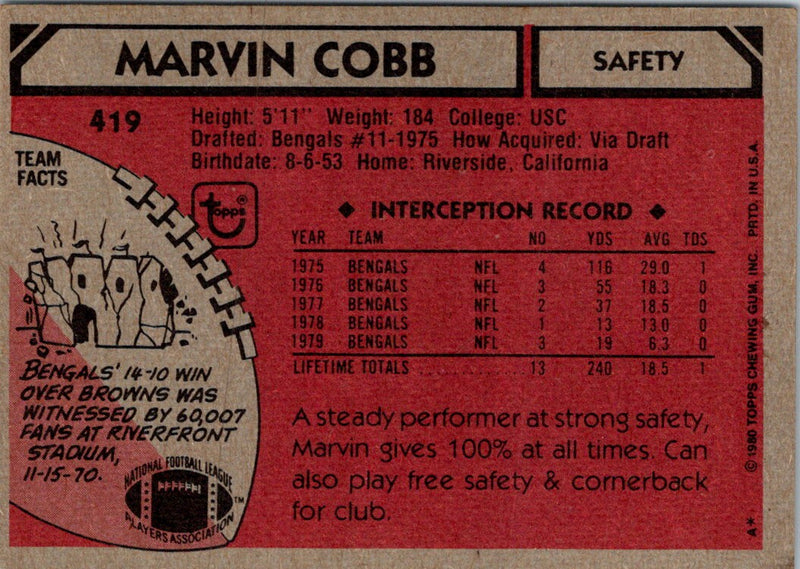 MARVIN COBB
SAFETY
419
Height: 5'11" Weight: 184 College: USC
Drafted: Bengals #11-1975 How Acquired: Via Draft
Birthdate: 8-6-53 Home: Riverside, California
TEAM
FACTS
topps®
◆ INTERCEPTION RECORD ◆
YEAR TEAM NO YDS AVG TDS
1975 BENGALS NFL 4 116 29.0 1
1976 BENGALS NFL 3 55 18.3 0
1977 BENGALS NFL 2 37 18.5 0
1978 BENGALS NFL 1 13 13.0 0
1979 BENGALS NFL 3 19 6.3 0
LIFETIME TOTALS 13 240 18.5 1
BENGALS' 14-10 WIN
OVER BROWNS WAS
WITNESSED BY 60,007
FANS AT RIVERFRONT
STADIUM,
11-15-70.
NATIONAL FOOTBALL LEAGUE
PLAYERS ASSOCIATION
TM
A steady performer at strong safety,
Marvin gives 100% at all times. Can
also play free safety & cornerback
for club.
A* © 1980 TOPPS CHEWING GUM, INC. PRTD. IN U.S.A.